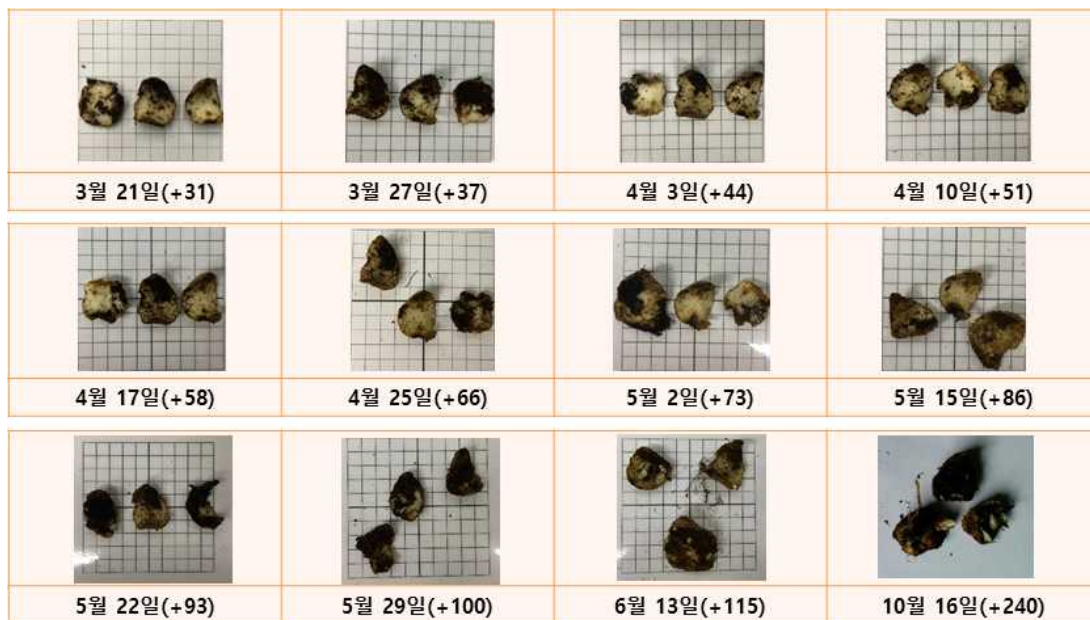 3월 21일(+31)
3월 27일(+37)
4월 3일(+44)
4월 10일(+51)
4월 17일(+58)
4월 25일(+66)
5월 2일(+73)
5월 15일(+86)
5월 22일(+93)
5월 29일(+100)
6월 13일(+115)
10월 16일(+240)